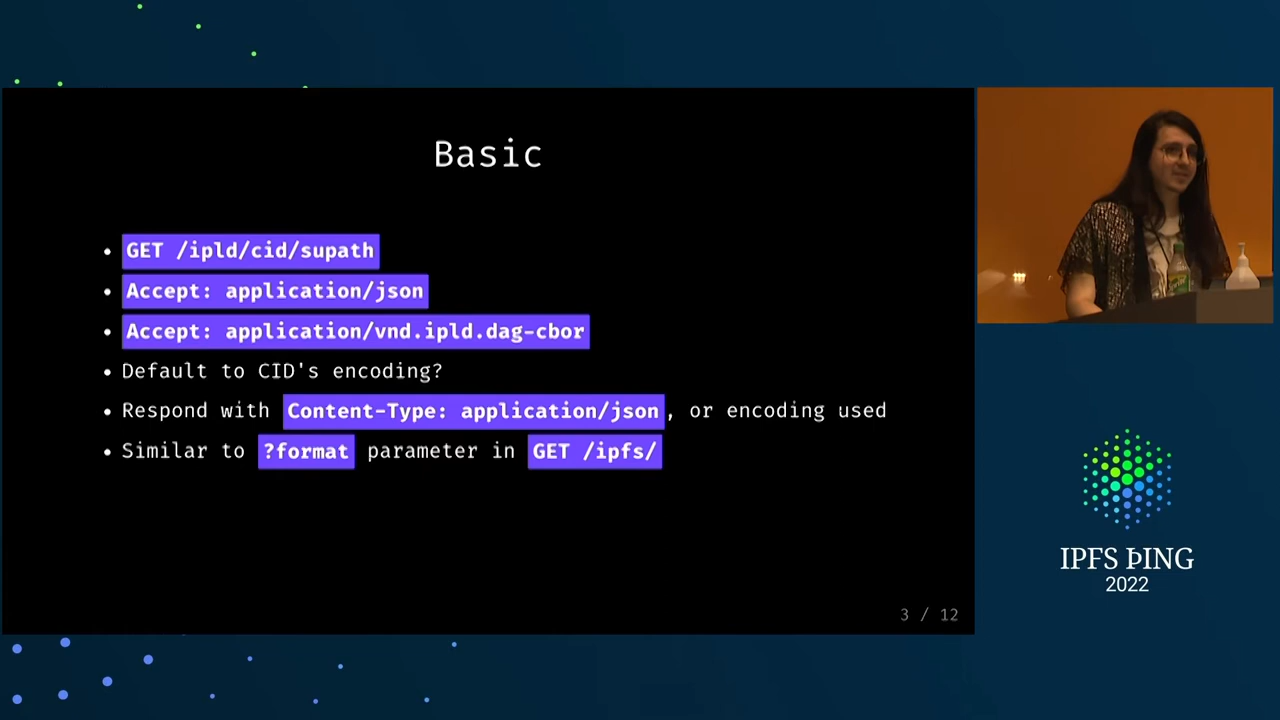 Basic
• GET /ipld/cid/supath
• Accept: application/json
• Accept: application/vnd.ipld.dag-cbor
• Default to CID's encoding?
• Respond with Content-Type: application/json, or encoding used
• Similar to ?format parameter in GET /ipfs/
3 / 12
IPFS ÞING
2022